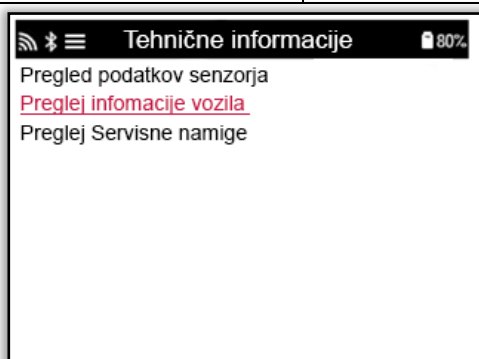 Tehnične informacije 80%
Pregled podatkov senzorja
Preglej infomacije vozila
Preglej Servisne namige